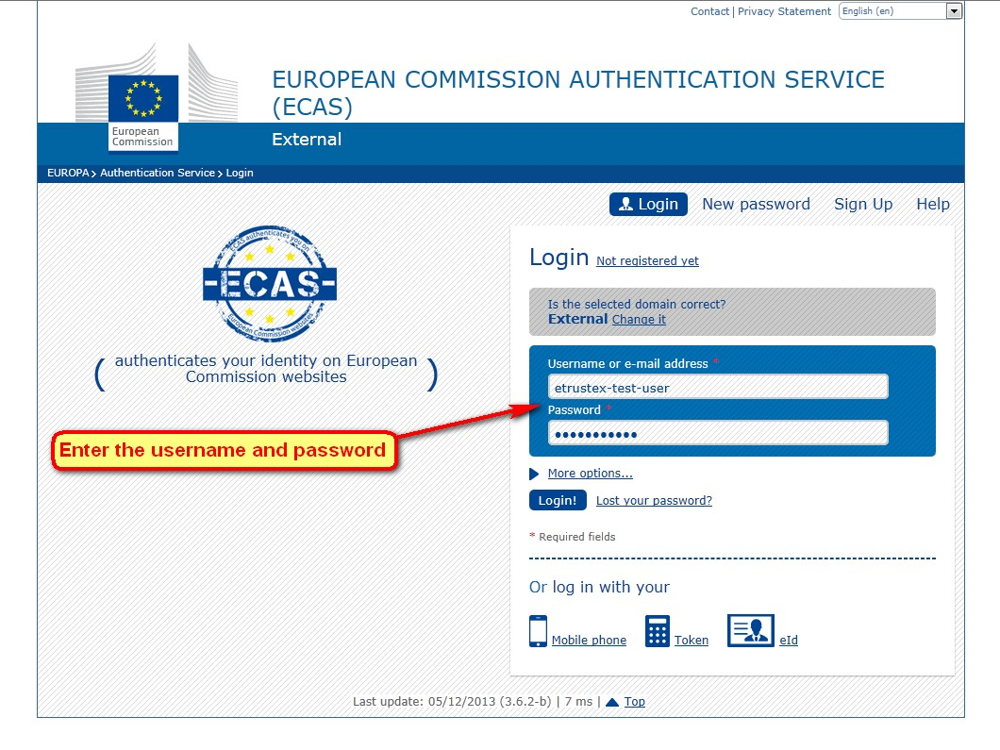 Contact | Privacy Statement English (en)
EUROPEAN COMMISSION AUTHENTICATION SERVICE
(ECAS)
European
Commission
External
EUROPA > Authentication Service > Login
Login New password Sign Up Help
ECAS authenticates you on
ECAS
European Commission websites
authenticates your identity on European
Commission websites
Enter the username and password
Login Not registered yet
Is the selected domain correct?
External Change it
Username or e-mail address *
etrustex-test-user
Password *
•••••••••••
More options...
Login! Lost your password?
* Required fields
Or log in with your
Mobile phone Token eId
Last update: 05/12/2013 (3.6.2-b) | 7 ms | Top